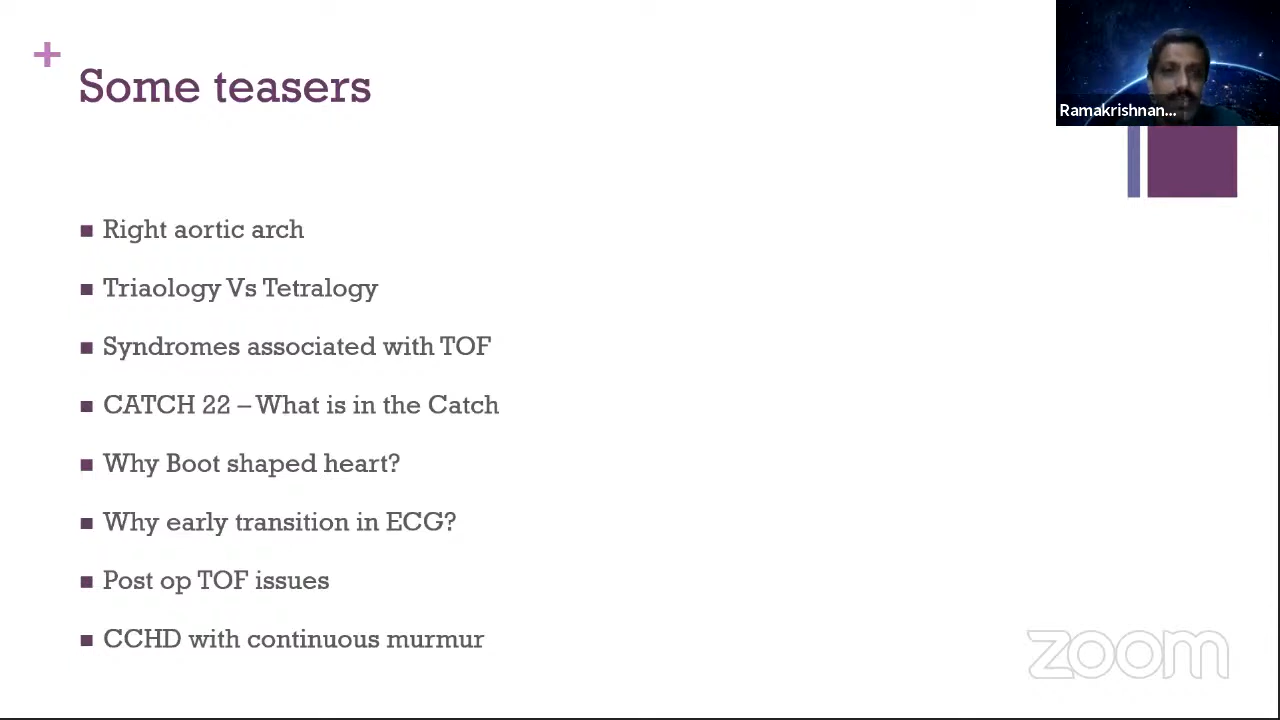 +
Some teasers
Ramakrishnan...
Right aortic arch
Triaology Vs Tetralogy
Syndromes associated with TOF
CATCH 22 – What is in the Catch
Why Boot shaped heart?
Why early transition in ECG?
Post op TOF issues
CCHD with continuous murmur
zoom